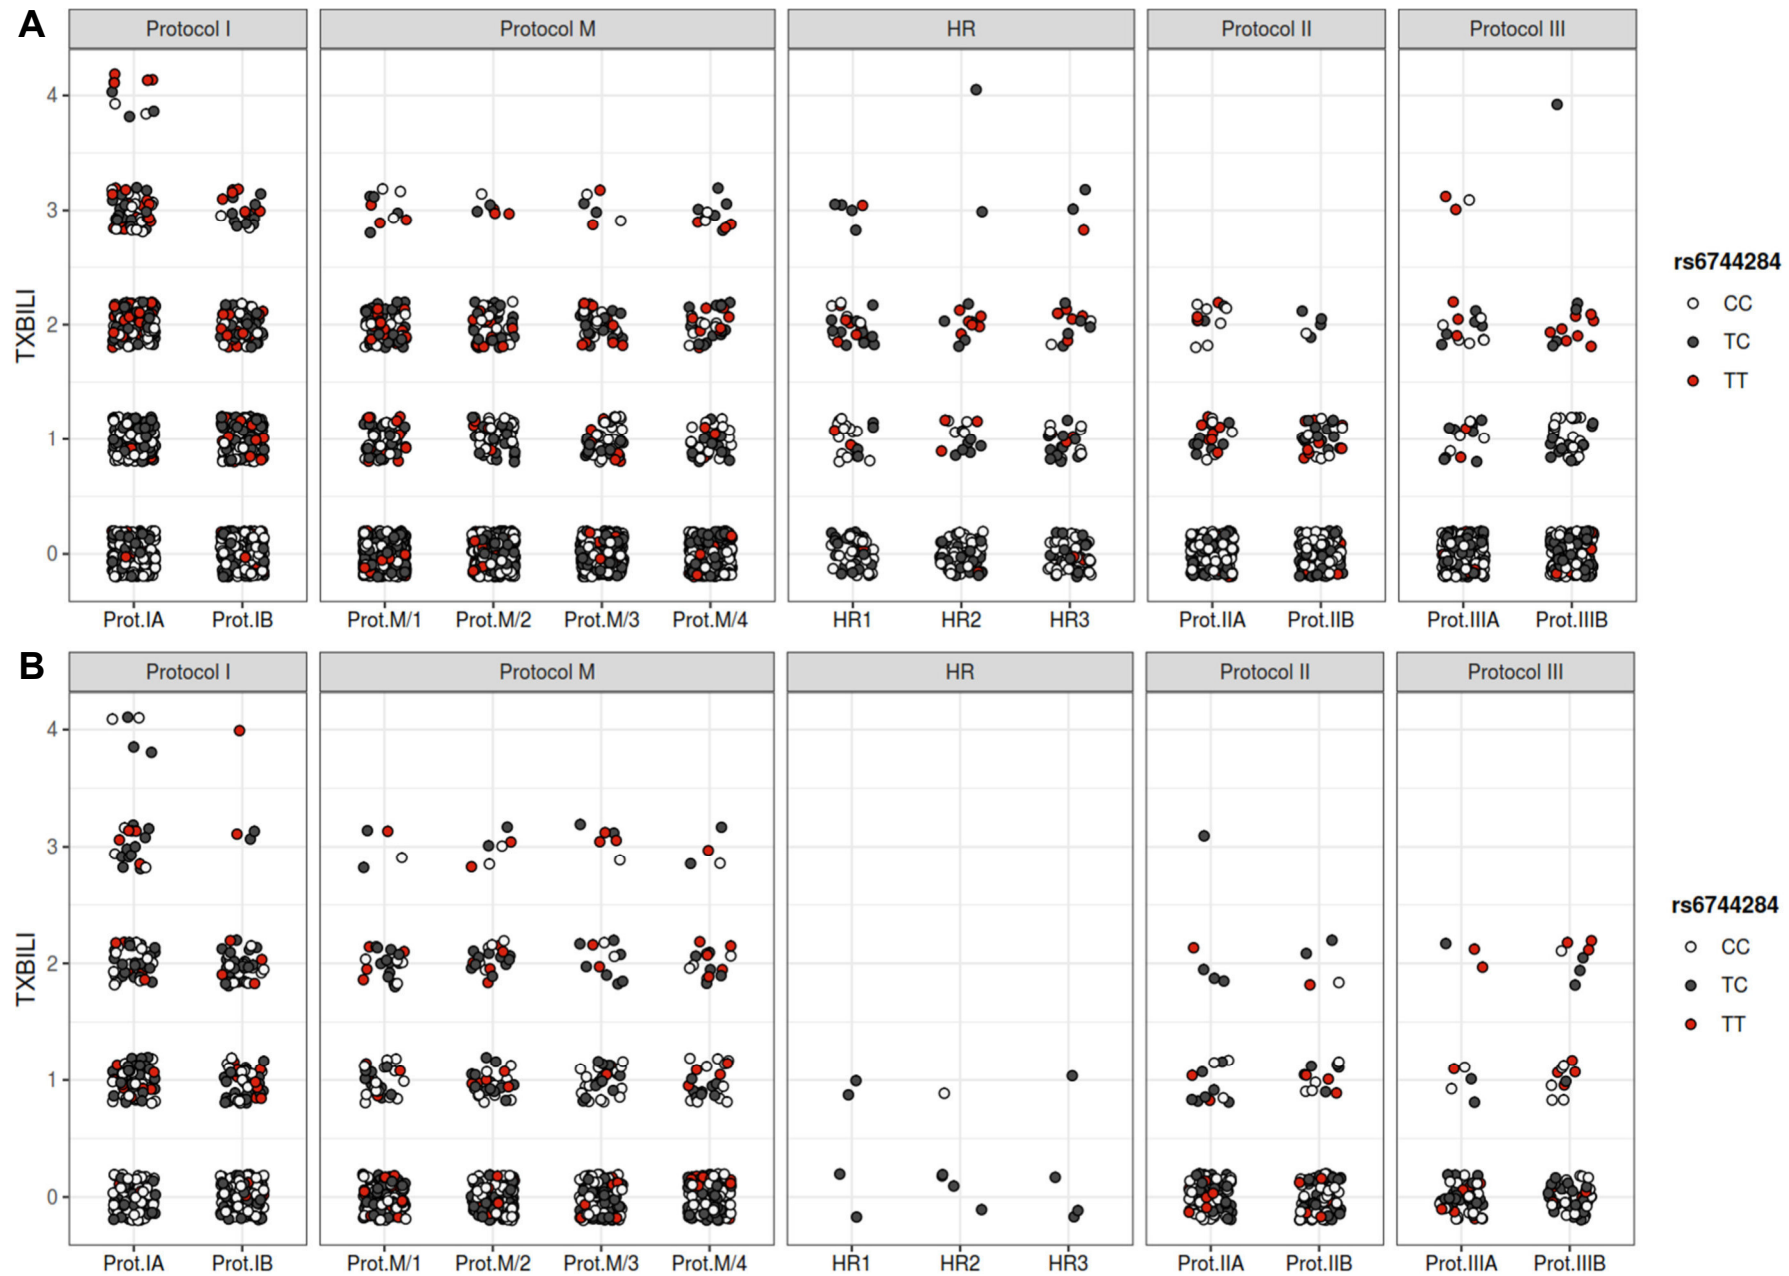 A
Protocol I
Protocol M
HR
Protocol II
Protocol III
TXBILI
4
3
2
1
0
Prot.IA
Prot.IB
Prot.M/1
Prot.M/2
Prot.M/3
Prot.M/4
HR1
HR2
HR3
Prot.IIA
Prot.IIB
Prot.IIIA
Prot.IIIB
rs6744284
CC
TC
TT
B
Protocol I
Protocol M
HR
Protocol II
Protocol III
TXBILI
4
3
2
1
0
Prot.IA
Prot.IB
Prot.M/1
Prot.M/2
Prot.M/3
Prot.M/4
HR1
HR2
HR3
Prot.IIA
Prot.IIB
Prot.IIIA
Prot.IIIB
rs6744284
CC
TC
TT